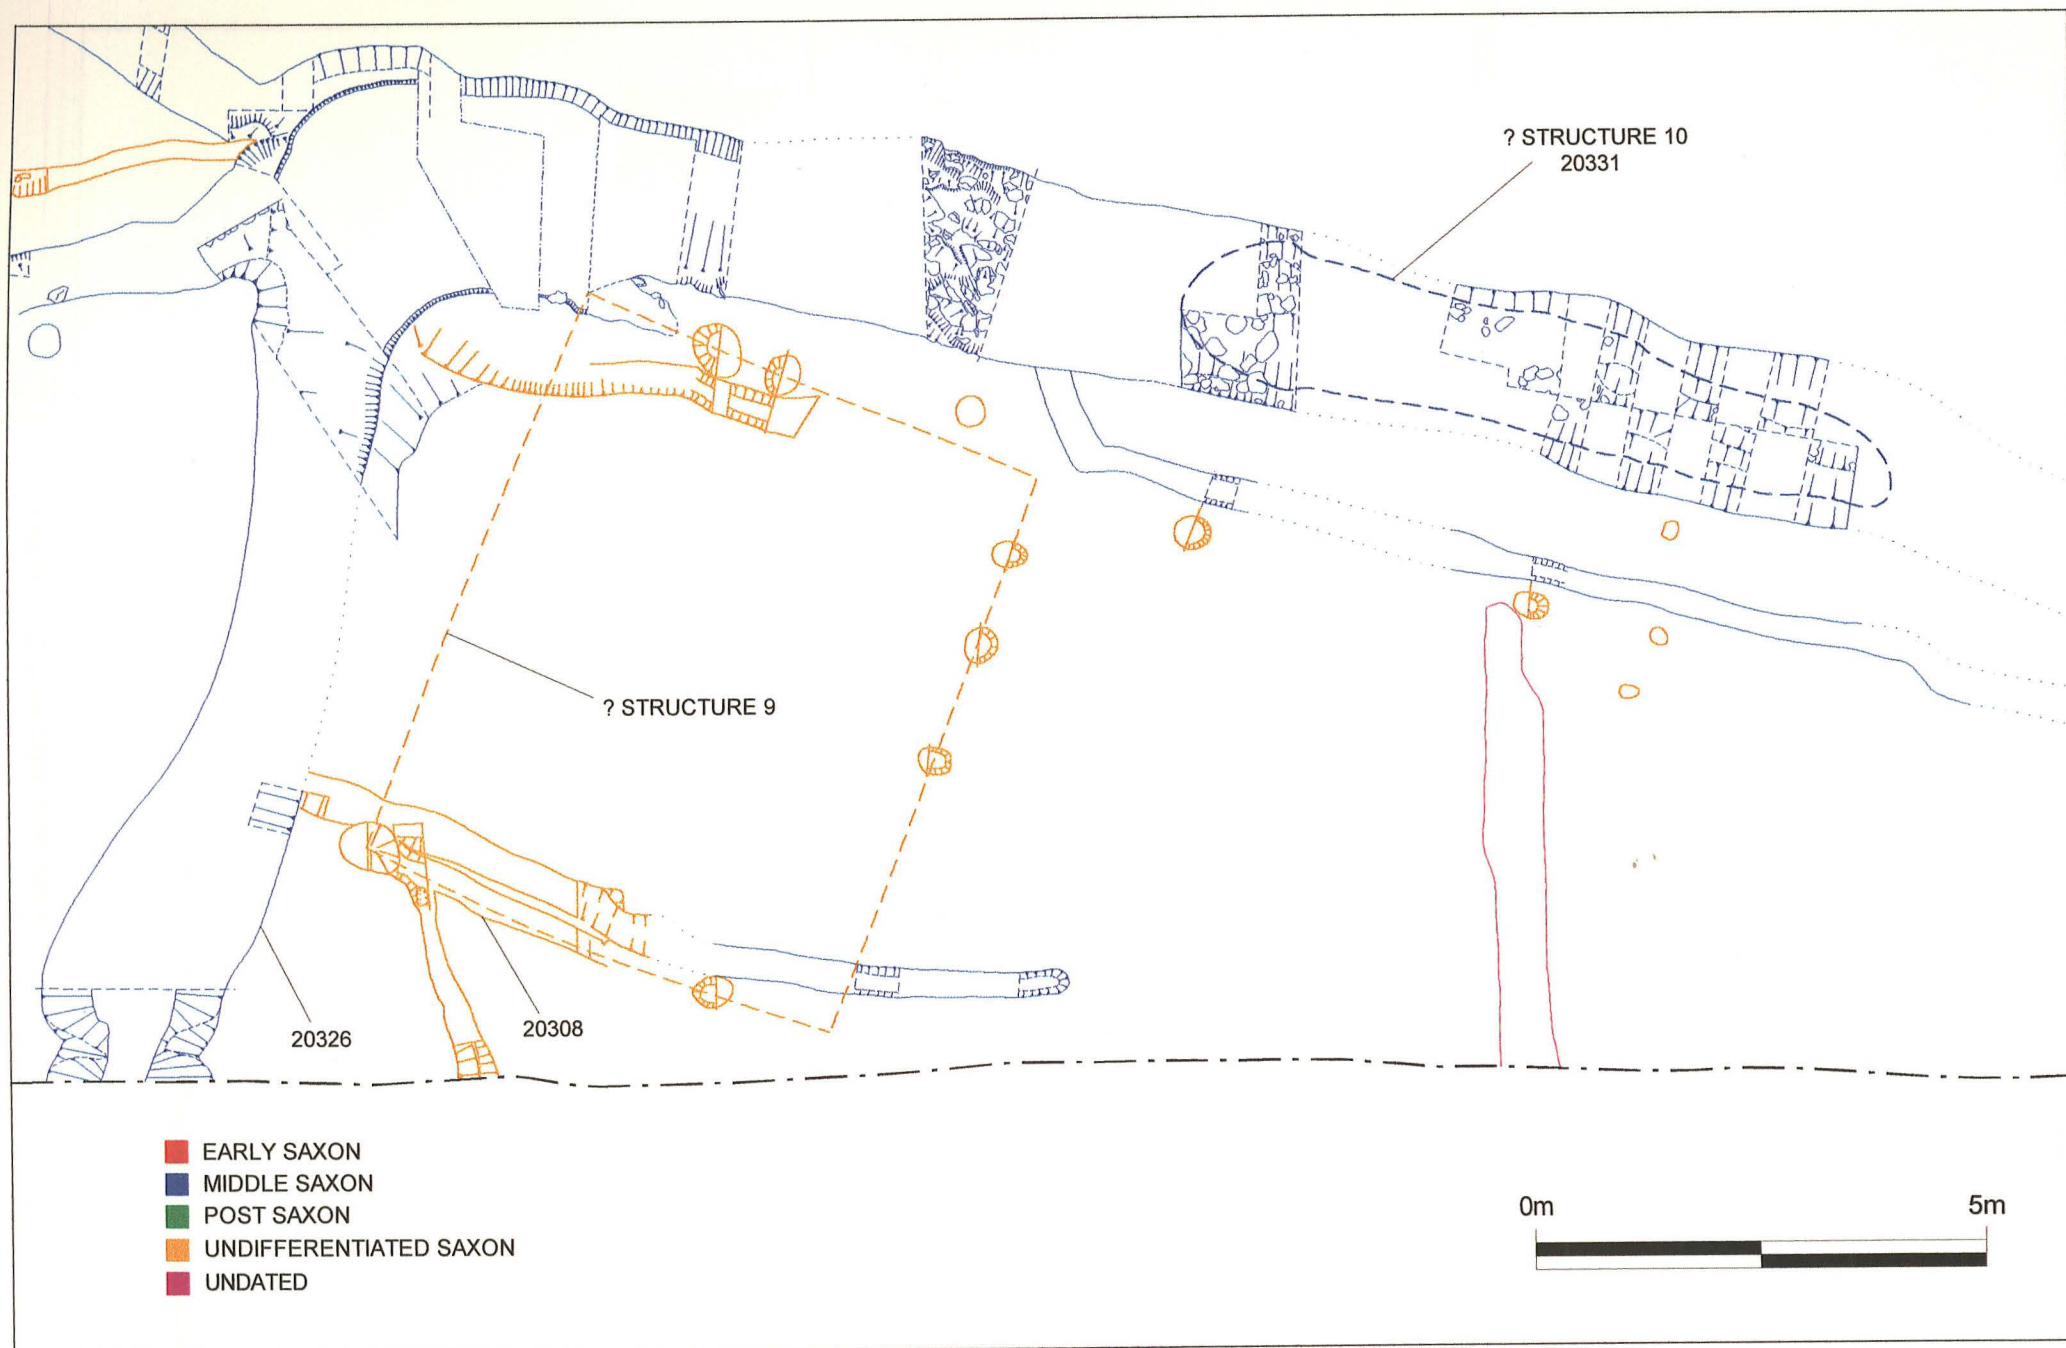 ? STRUCTURE 10
20331
? STRUCTURE 9
20326
20308
EARLY SAXON
MIDDLE SAXON
POST SAXON
UNDIFFERENTIATED SAXON
UNDATED
0m
5m